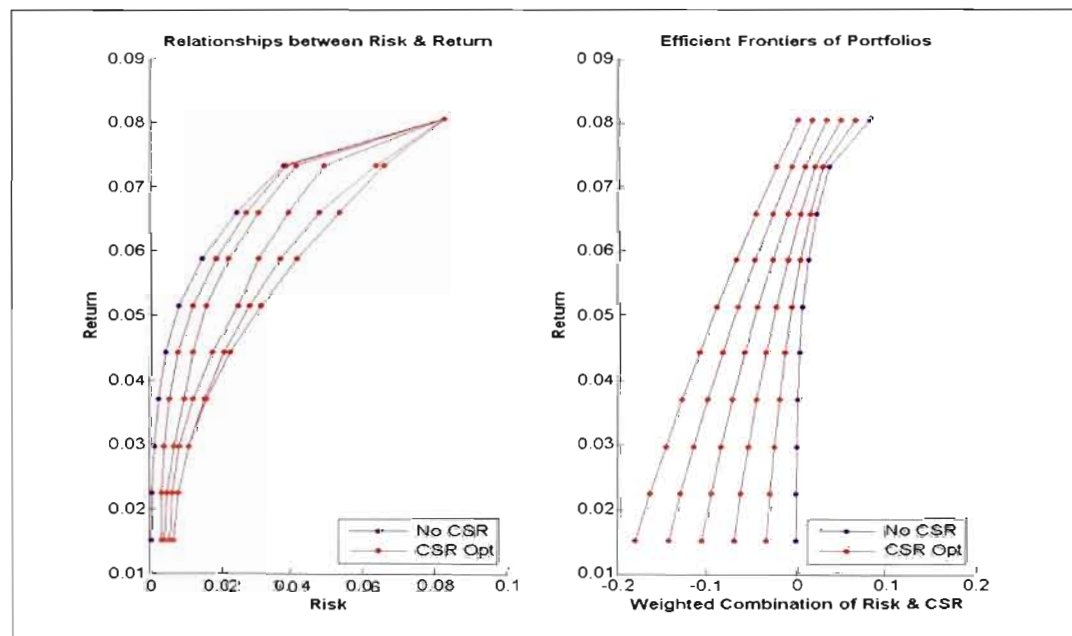 Relationships between Risk & Return
0 09
0.08
0.07
0.06
0.05
0.04
0.03
0.02
0.01
Return
0
0.02
0.04
0.06
0.08
0.1
Risk
No CSR
CSR Opt
Efficient Frontiers of Portfolios
0 09
0.08
0.07
0.06
0.05
0.04
0.03
0.02
0.01
Return
-0.2
-0.1
0
0.1
0.2
Weighted Combination of Risk & CSR
No CSR
CSR Opt